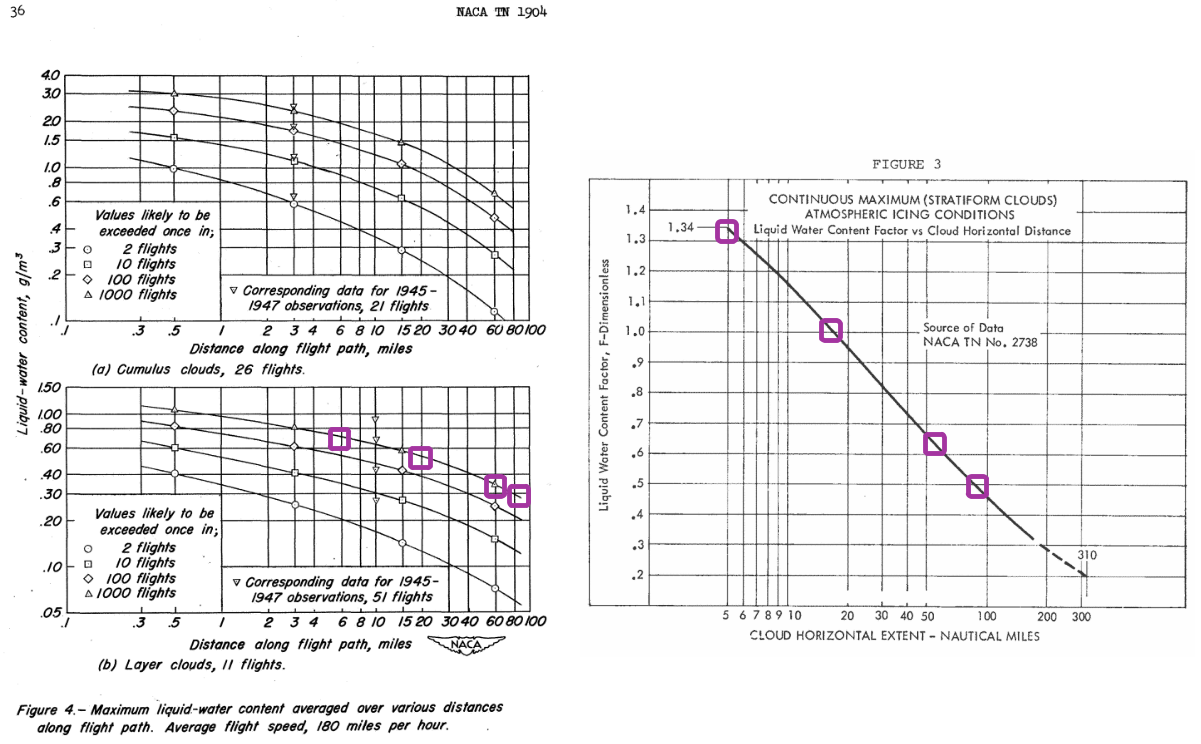 36
NACA TN 1904
4.0
3.0
2.0
1.5
1.0
.8
.6
.4
.3
.2
.1
Values likely to be
exceeded once in;
2 flights
10 flights
100 flights
1000 flights
Corresponding data for 1945-
1947 observations, 21 flights
.1 .3 .5 1 2 3 4 6 8 10 15 20 30 40 60 80 100
Distance along flight path, miles
(a) Cumulus clouds, 26 flights.
Liquid-water content, g/m³
1.50
1.00
.80
.60
.40
.30
.20
.10
.05
Values likely to be
exceeded once in;
2 flights
10 flights
100 flights
1000 flights
Corresponding data for 1945-
1947 observations, 51 flights
.1 .3 .5 1 2 3 4 6 8 10 15 20 30 40 60 80 100
Distance along flight path, miles
NACA
(b) Layer clouds, 11 flights.
Figure 4.- Maximum liquid-water content averaged over various distances
along flight path. Average flight speed, 180 miles per hour.
FIGURE 3
CONTINUOUS MAXIMUM (STRATIFORM CLOUDS)
ATMOSPHERIC ICING CONDITIONS
Liquid Water Content Factor vs Cloud Horizontal Distance
1.34
1.4
1.3
1.2
1.1
1.0
.9
.8
.7
.6
.5
.4
.3
.2
Liquid Water Content Factor, F-Dimensionless
Source of Data
NACA TN No. 2738
310
5 6 7 8 9 10 20 30 40 50 100 200 300
CLOUD HORIZONTAL EXTENT - NAUTICAL MILES